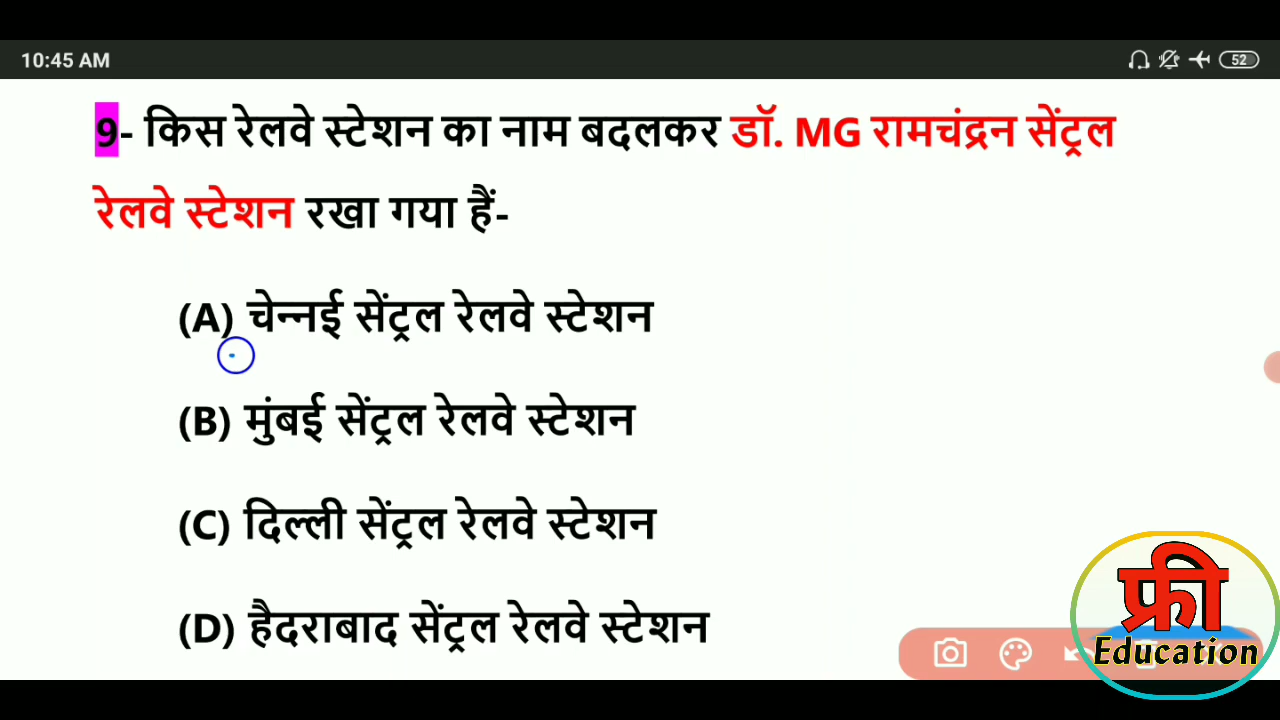 10:45 AM
52
9- किस रेलवे स्टेशन का नाम बदलकर डॉ. MG रामचंद्रन सेंट्रल
रेलवे स्टेशन रखा गया हैं-
(A) चेन्नई सेंट्रल रेलवे स्टेशन
(B) मुंबई सेंट्रल रेलवे स्टेशन
(C) दिल्ली सेंट्रल रेलवे स्टेशन
(D) हैदराबाद सेंट्रल रेलवे स्टेशन
फ्री
Education